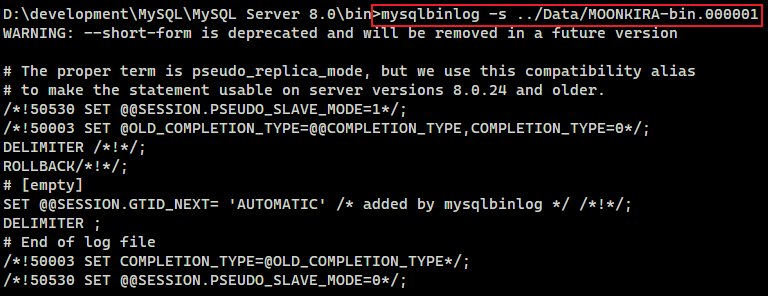 D:\development\MySQL\MySQL Server 8.0\bin>mysqlbinlog -s ../Data/MOONKIRA-bin.000001
WARNING: --short-form is deprecated and will be removed in a future version
# The proper term is pseudo_replica_mode, but we use this compatibility alias
# to make the statement usable on server versions 8.0.24 and older.
/*!50530 SET @@SESSION.PSEUDO_SLAVE_MODE=1*/;
/*!50003 SET @OLD_COMPLETION_TYPE=@@COMPLETION_TYPE,COMPLETION_TYPE=0*/;
DELIMITER /*!*/;
ROLLBACK/*!*/;
# [empty]
SET @@SESSION.GTID_NEXT= 'AUTOMATIC' /* added by mysqlbinlog */ /*!*/;
DELIMITER ;
# End of log file
/*!50003 SET COMPLETION_TYPE=@OLD_COMPLETION_TYPE*/;
/*!50530 SET @@SESSION.PSEUDO_SLAVE_MODE=0*/;